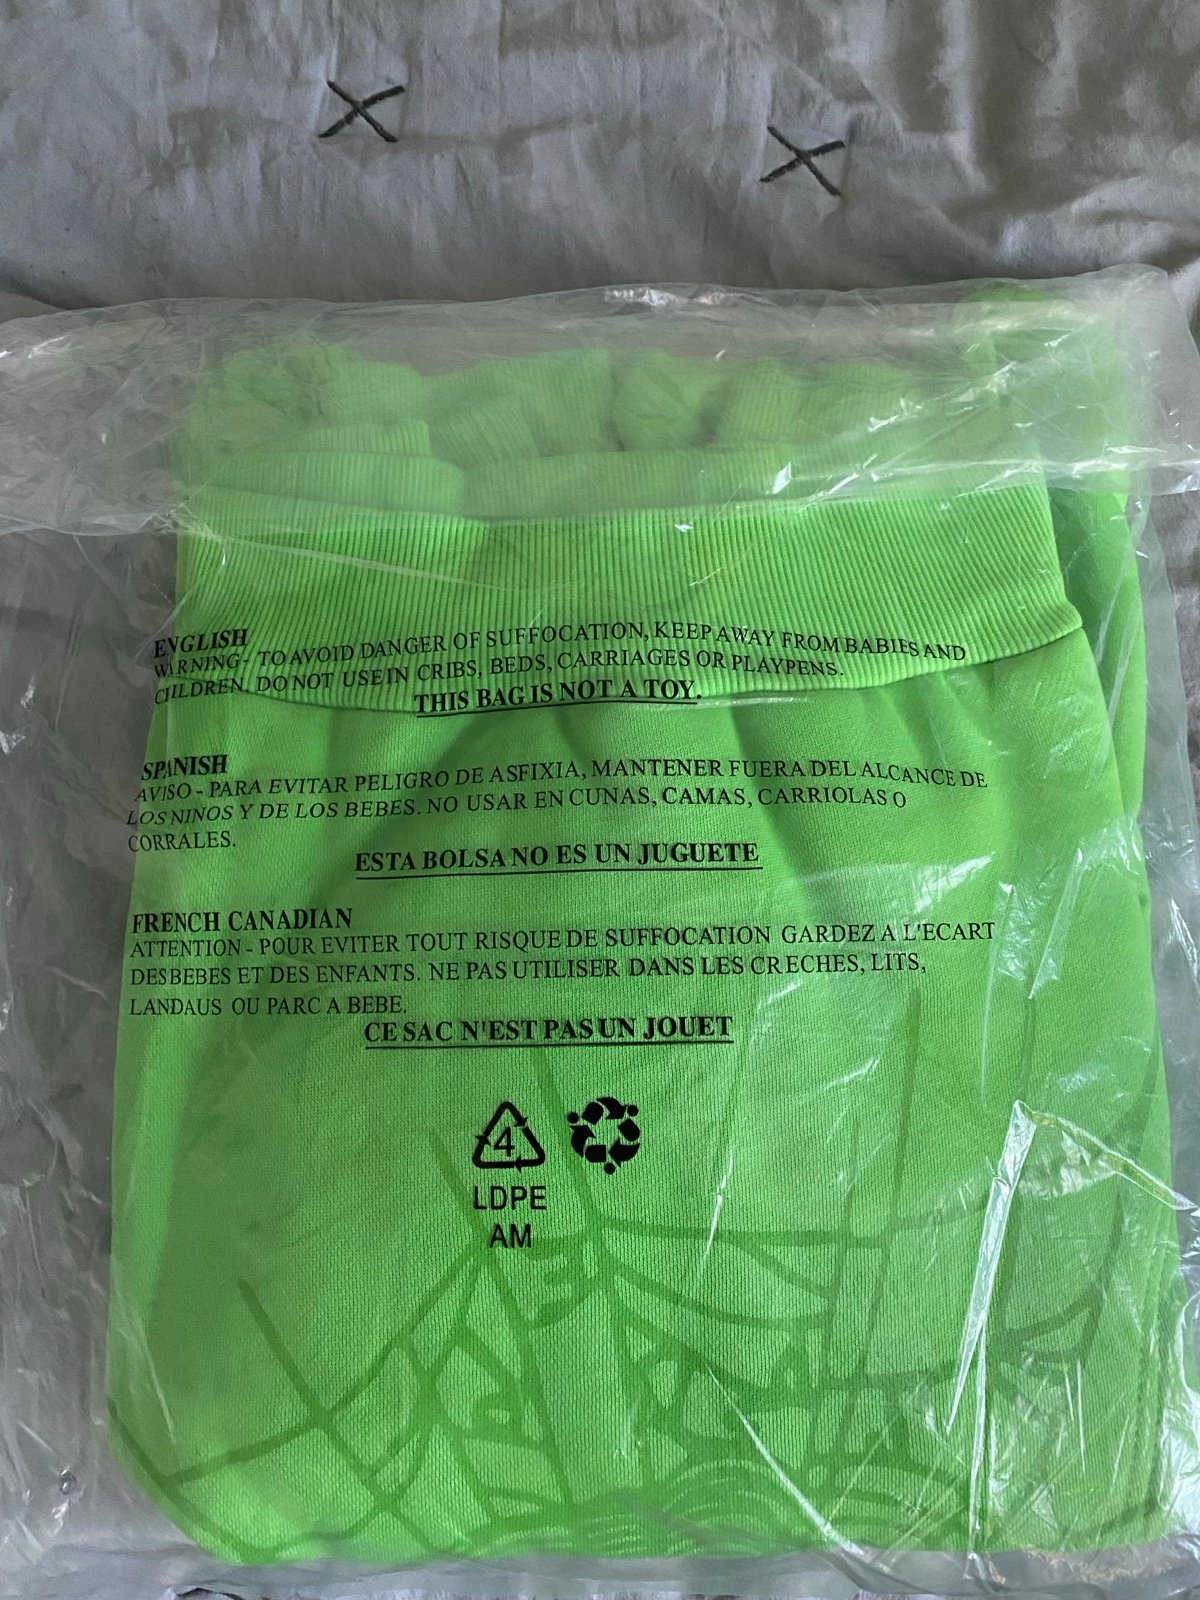 ENGLISH
WARNING- TO AVOID DANGER OF SUFFOCATION, KEEP AWAY FROM BABIES AND
CHILDREN. DO NOT USE IN CRIBS, BEDS, CARRIAGES OR PLAYPENS.
THIS BAG IS NOT A TOY.
SPANISH
AVISO - PARA EVITAR PELIGRO DE ASFIXIA, MANTENER FUERA DEL ALCANCE DE
LOS NINOS Y DE LOS BEBES. NO USAR EN CUNAS, CAMAS, CARRIOLAS O
CORRALES.
ESTA BOLSA NO ES UN JUGUETE
FRENCH CANADIAN
ATTENTION - POUR EVITER TOUT RISQUE DE SUFFOCATION GARDEZ A L'ECART
DES BEBES ET DES ENFANTS. NE PAS UTILISER DANS LES CRECHES, LITS,
LANDAUS OU PARC A BEBE.
CE SAC N'EST PAS UN JOUET
4
LDPE
AM